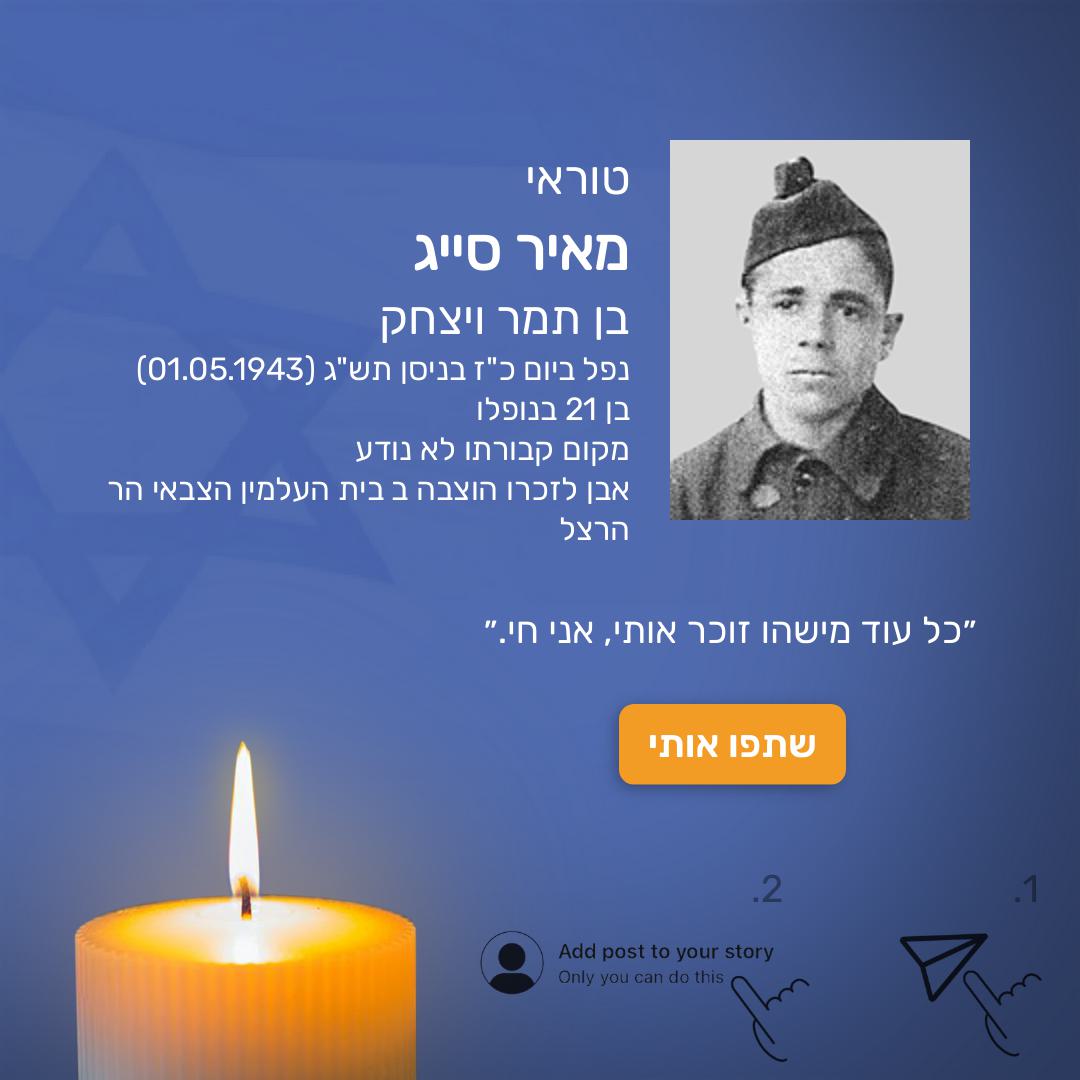 טוראי
מאיר סייג
בן תמר ויצחק
נפל ביום כ"ז בניסן תש"ג (01.05.1943)
בן 21 בנופלו
מקום קבורתו לא נודע
אבן לזכרו הוצבה ב בית העלמין הצבאי הר
הרצל
״כל עוד מישהו זוכר אותי, אני חי.״
שתפו אותי
1.
2.
Add post to your story
Only you can do this